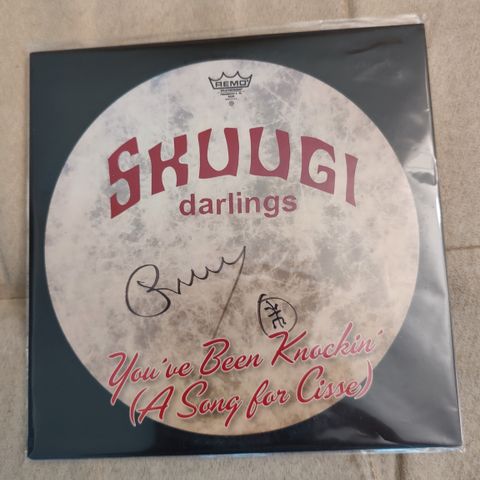 REMO
SKUUGI
darlings
You've Been Knockin'
(A Song for Cisse)